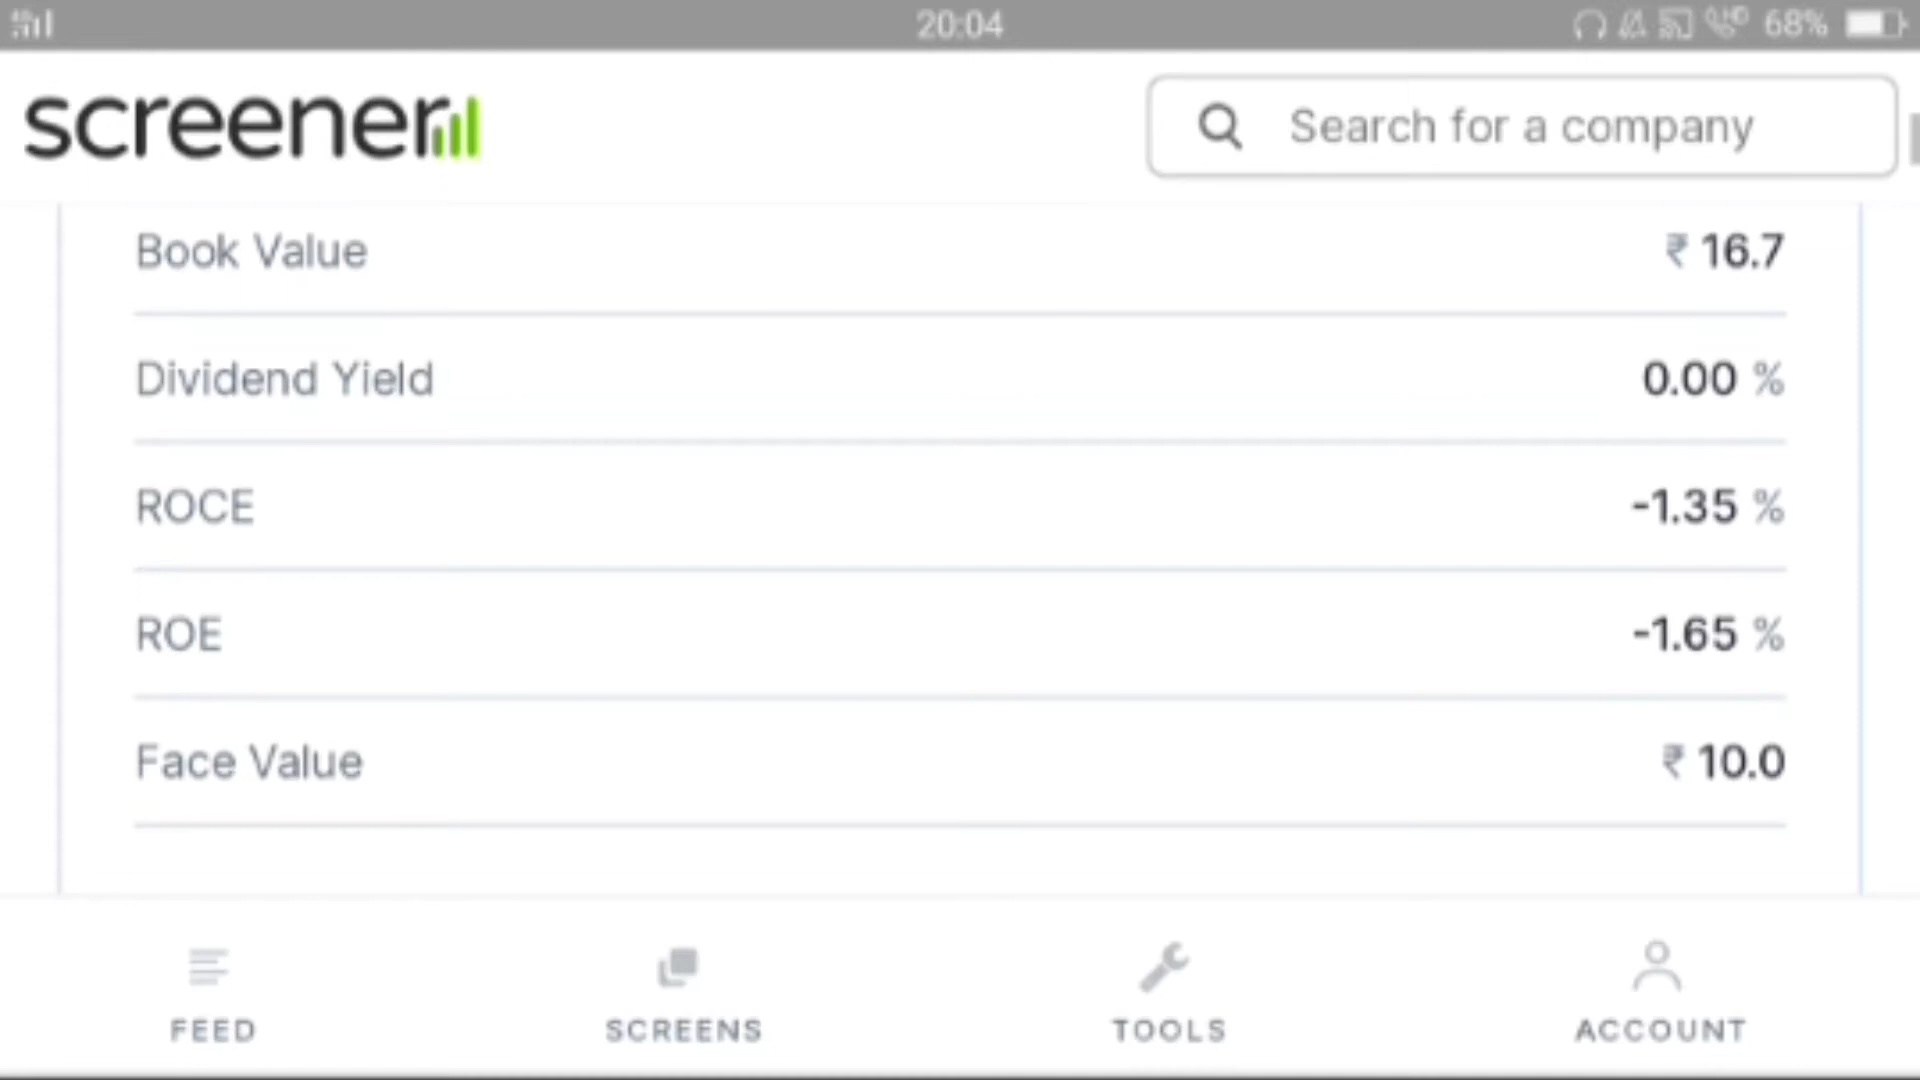 20:04
68%
screener
Search for a company
Book Value ₹ 16.7
Dividend Yield 0.00 %
ROCE -1.35 %
ROE -1.65 %
Face Value ₹ 10.0
FEED SCREENS TOOLS ACCOUNT